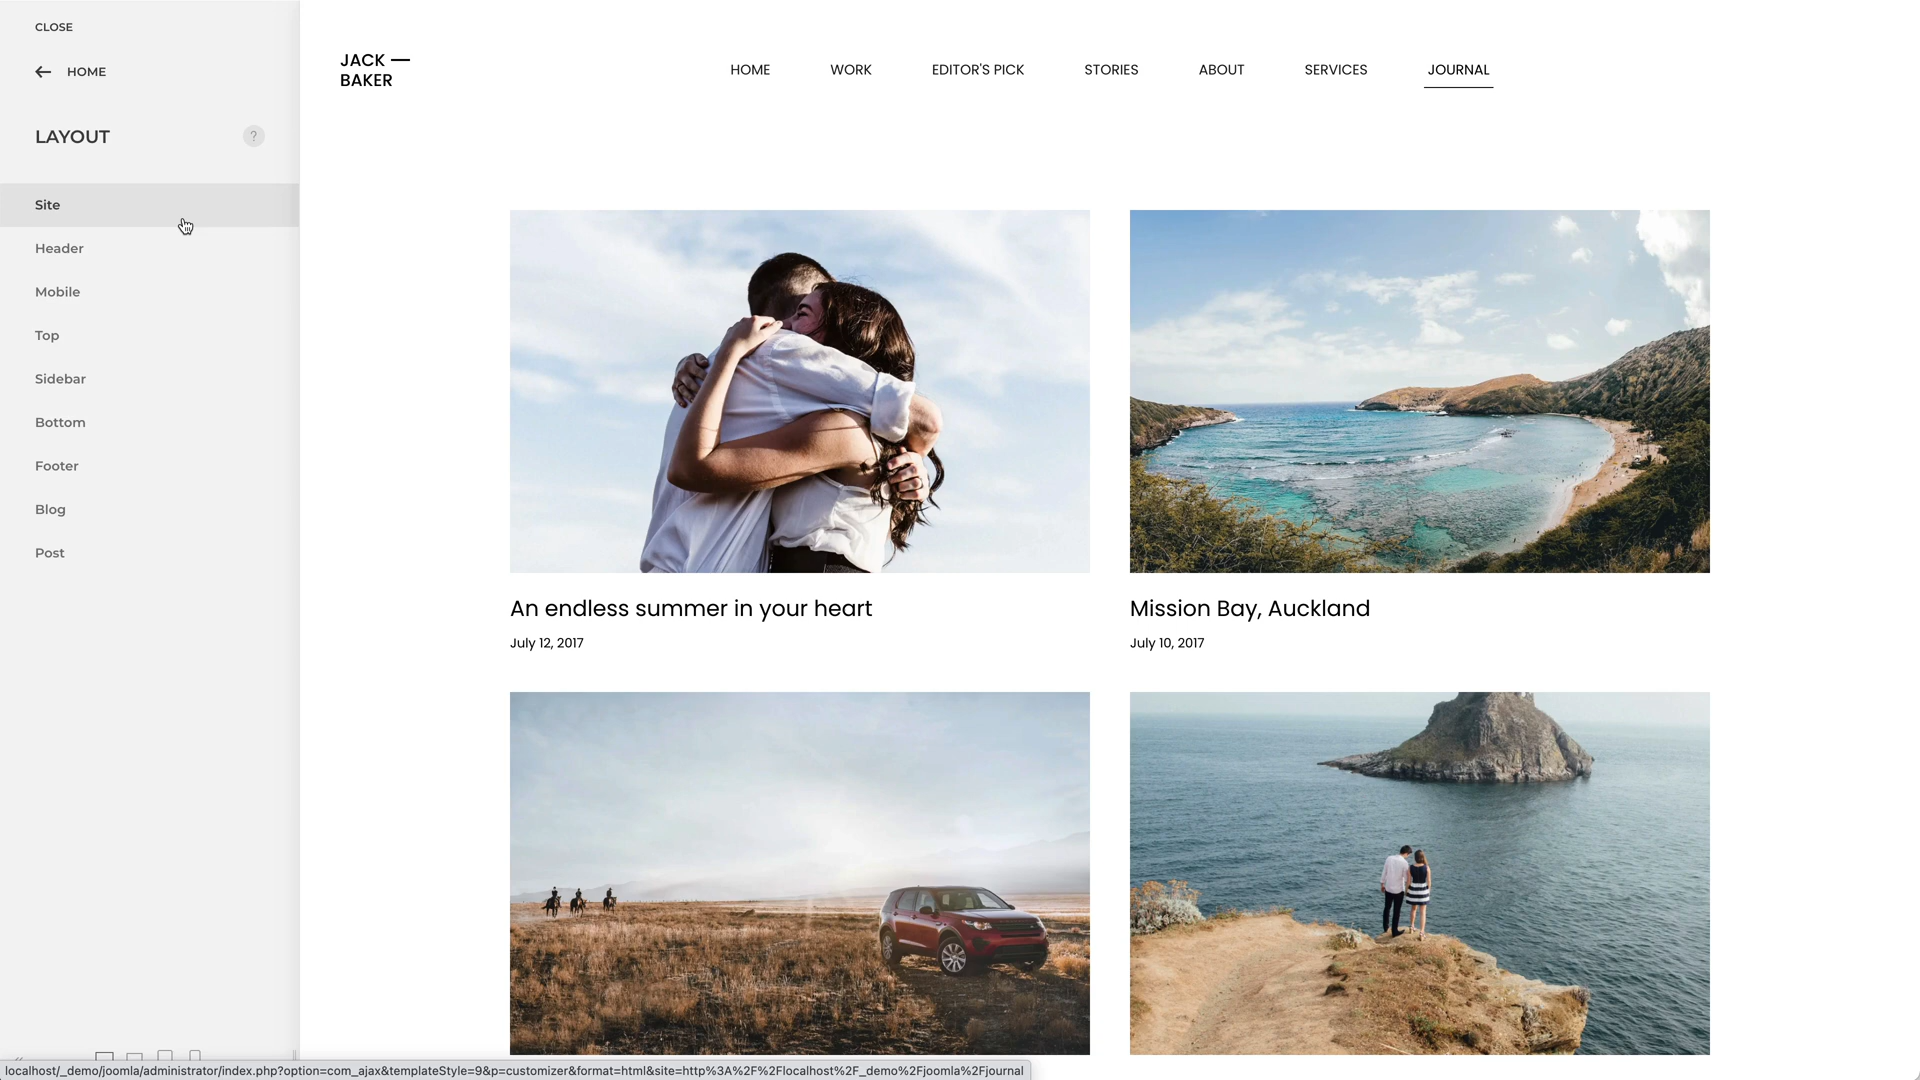 CLOSE
HOME
LAYOUT
?
Site
Header
Mobile
Top
Sidebar
Bottom
Footer
Blog
Post
JACK —
BAKER
HOME
WORK
EDITOR'S PICK
STORIES
ABOUT
SERVICES
JOURNAL
An endless summer in your heart
July 12, 2017
Mission Bay, Auckland
July 10, 2017
localhost/_demo/joomla/administrator/index.php?option=com_ajax&templateStyle=9&p=customizer&format=html&site=http%3A%2F%2Flocalhost%2F_demo%2Fjoomla%2Fjournal